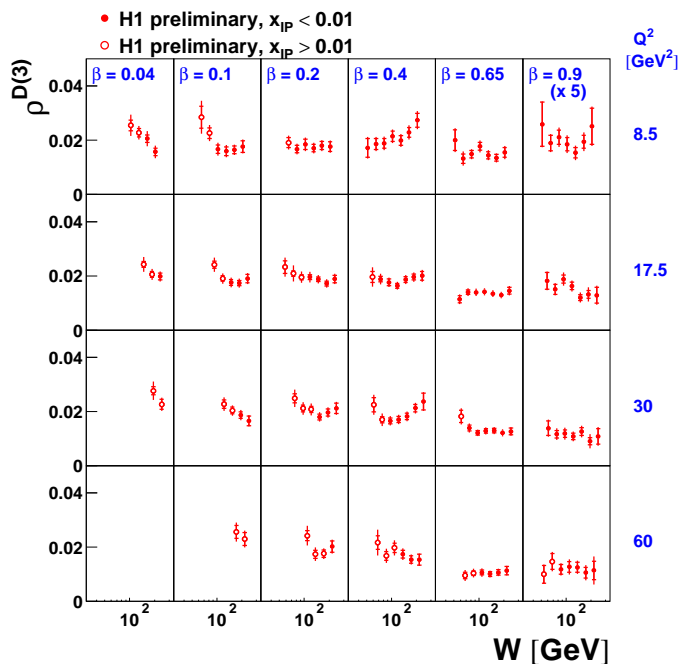 H1 preliminary, x_IP < 0.01
H1 preliminary, x_IP > 0.01
Q²
[GeV²]
ρ^D(3)
β = 0.04 β = 0.1 β = 0.2 β = 0.4 β = 0.65 β = 0.9
(x 5)
0.04
0.02
0
8.5
0.04
0.02
0
17.5
0.04
0.02
0
30
0.04
0.02
0
60
10² 10² 10² 10² 10² 10²
W [GeV]